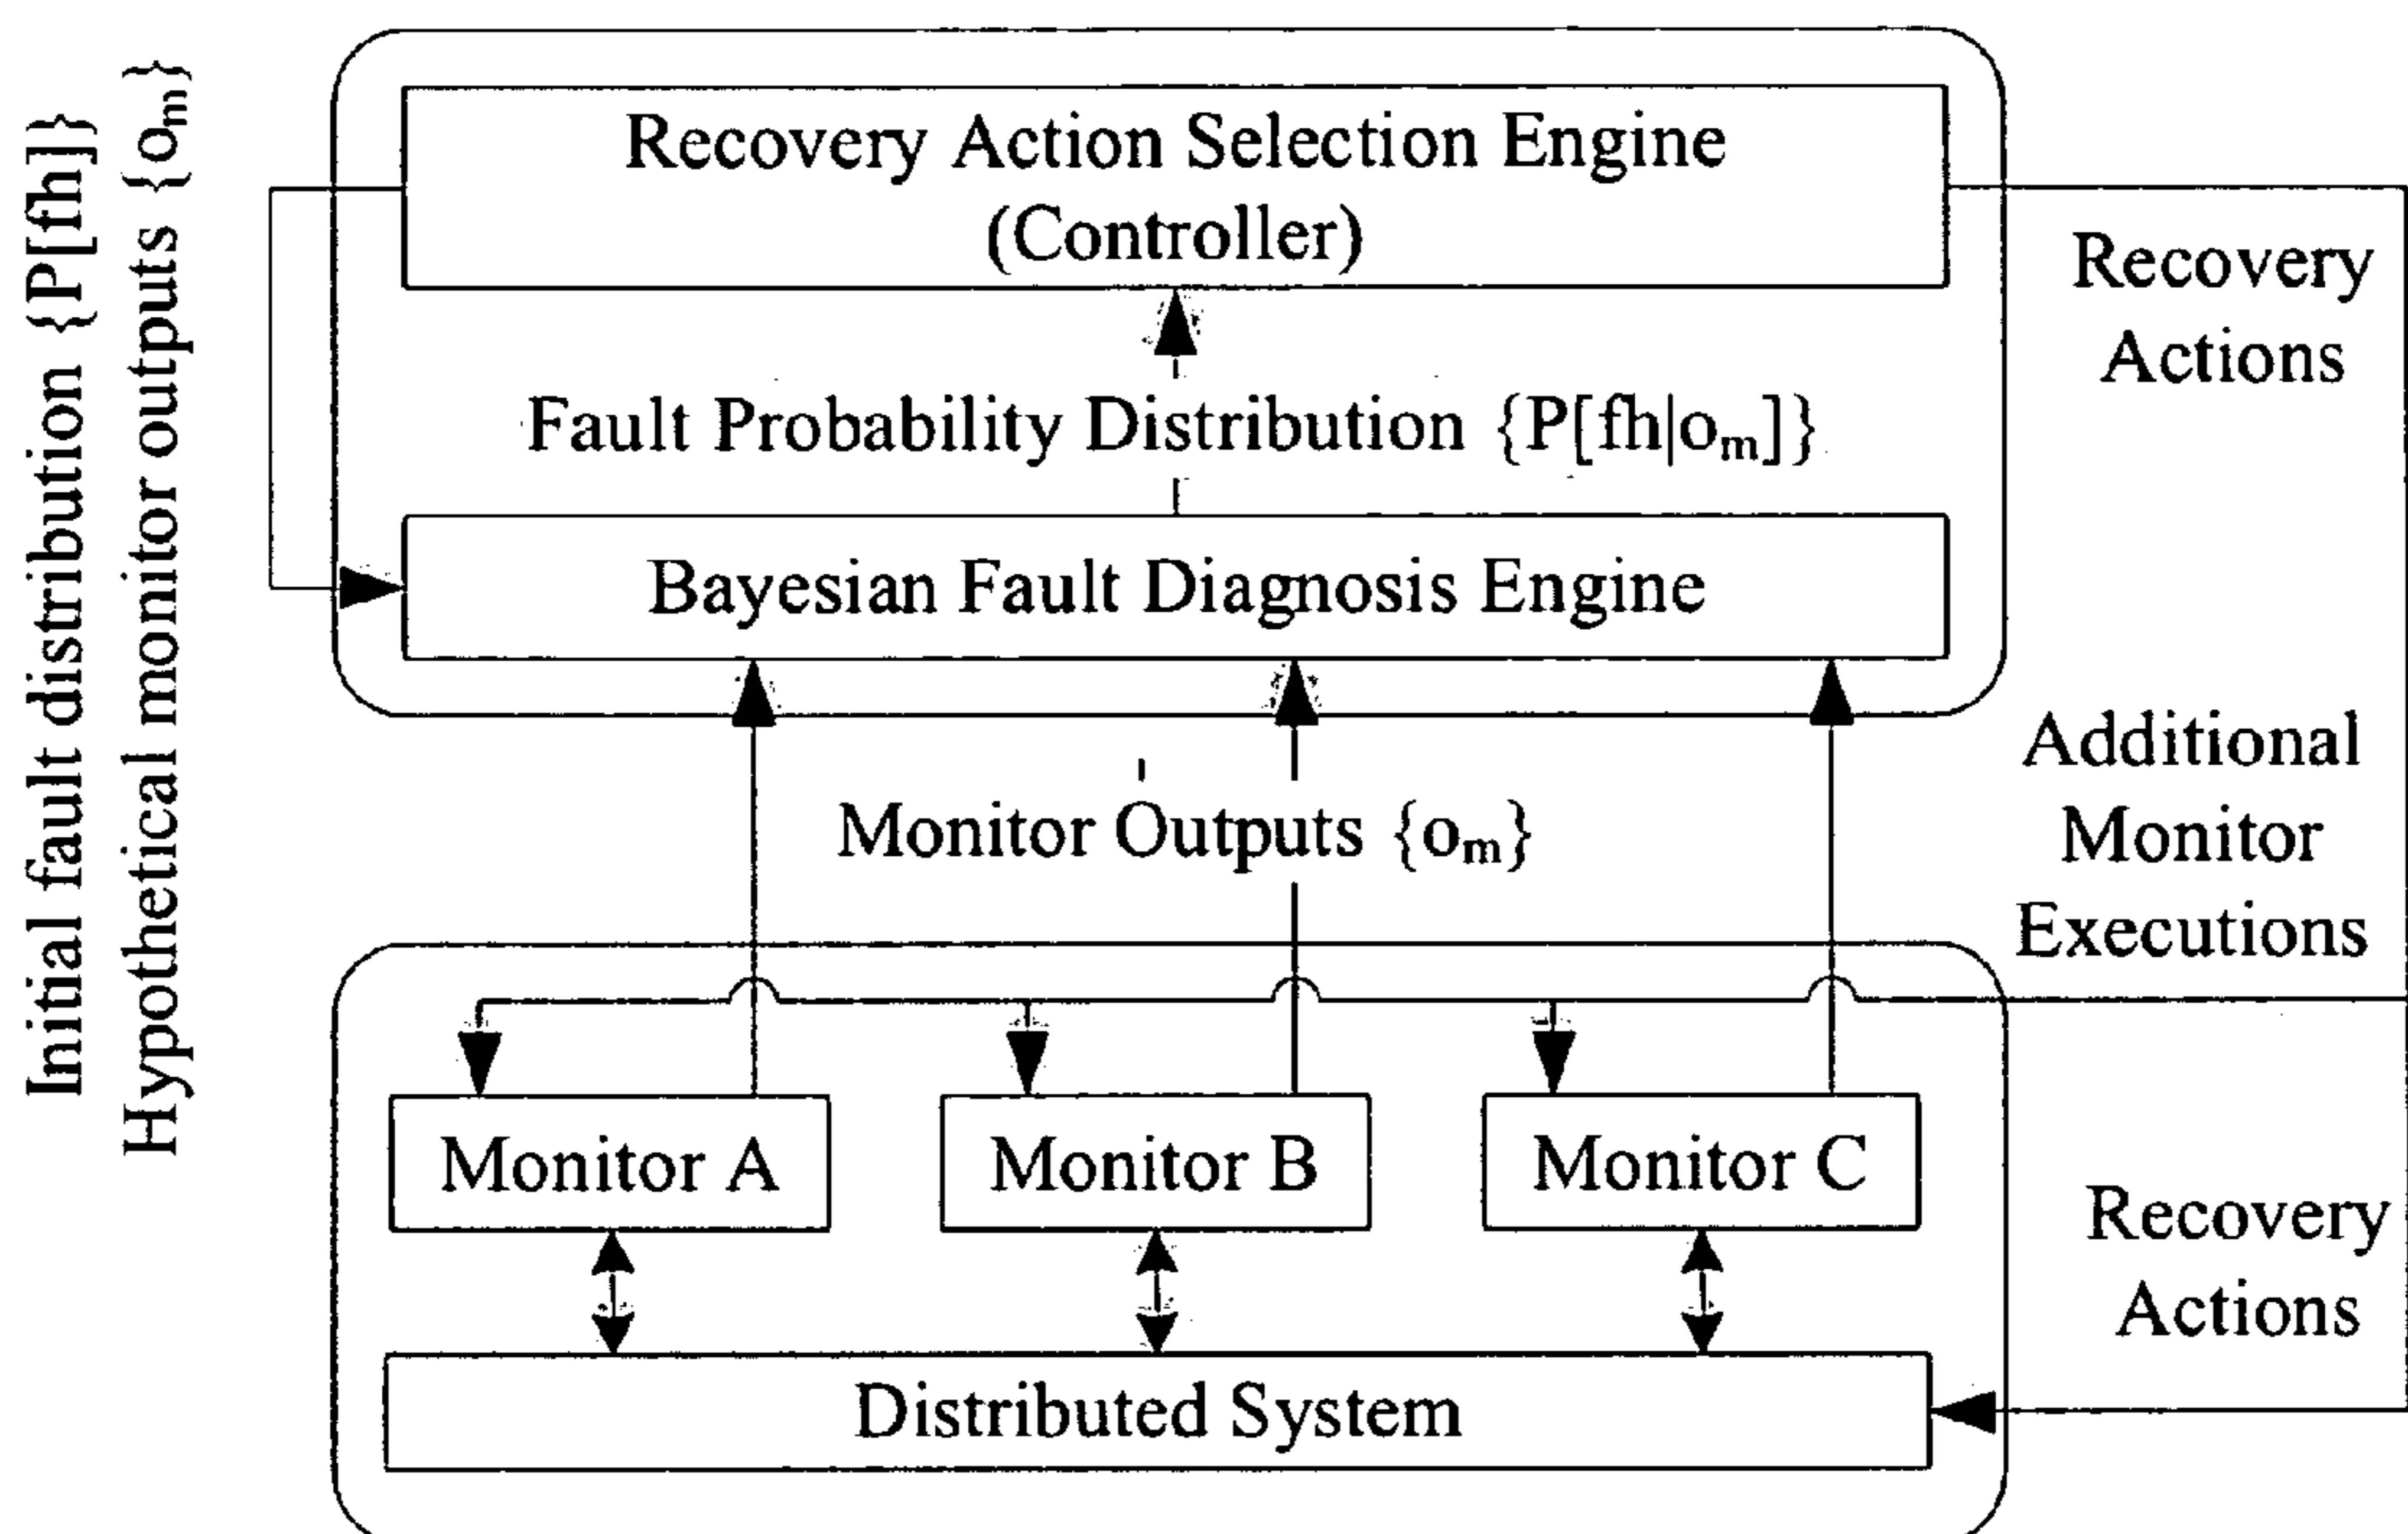 Initial fault distribution {P[fh]}
Hypothetical monitor outputs {oₘ}
Recovery Action Selection Engine
(Controller)
Recovery
Actions
Fault Probability Distribution {P[fh|oₘ]}
Bayesian Fault Diagnosis Engine
Additional
Monitor
Executions
Monitor Outputs {oₘ}
Monitor A
Monitor B
Monitor C
Recovery
Actions
Distributed System